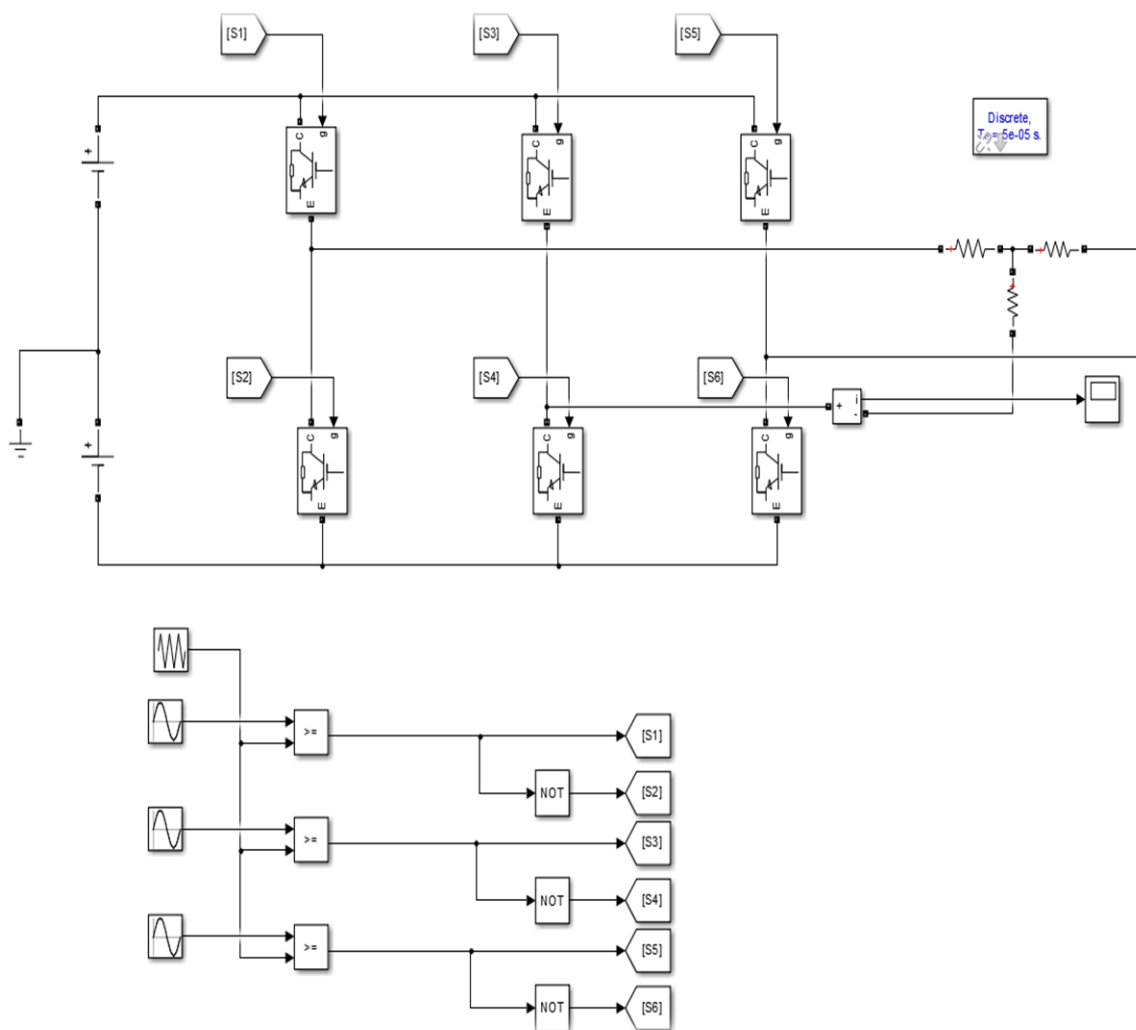 [S1]
[S3]
[S5]
C
g
E
C
g
E
C
g
E
Discrete,
5e-05 s.
+
+
+
+
[S2]
[S4]
[S6]
+
i
-
C
g
E
C
g
E
C
g
E
+
>=
[S1]
NOT
[S2]
>=
[S3]
NOT
[S4]
>=
[S5]
NOT
[S6]